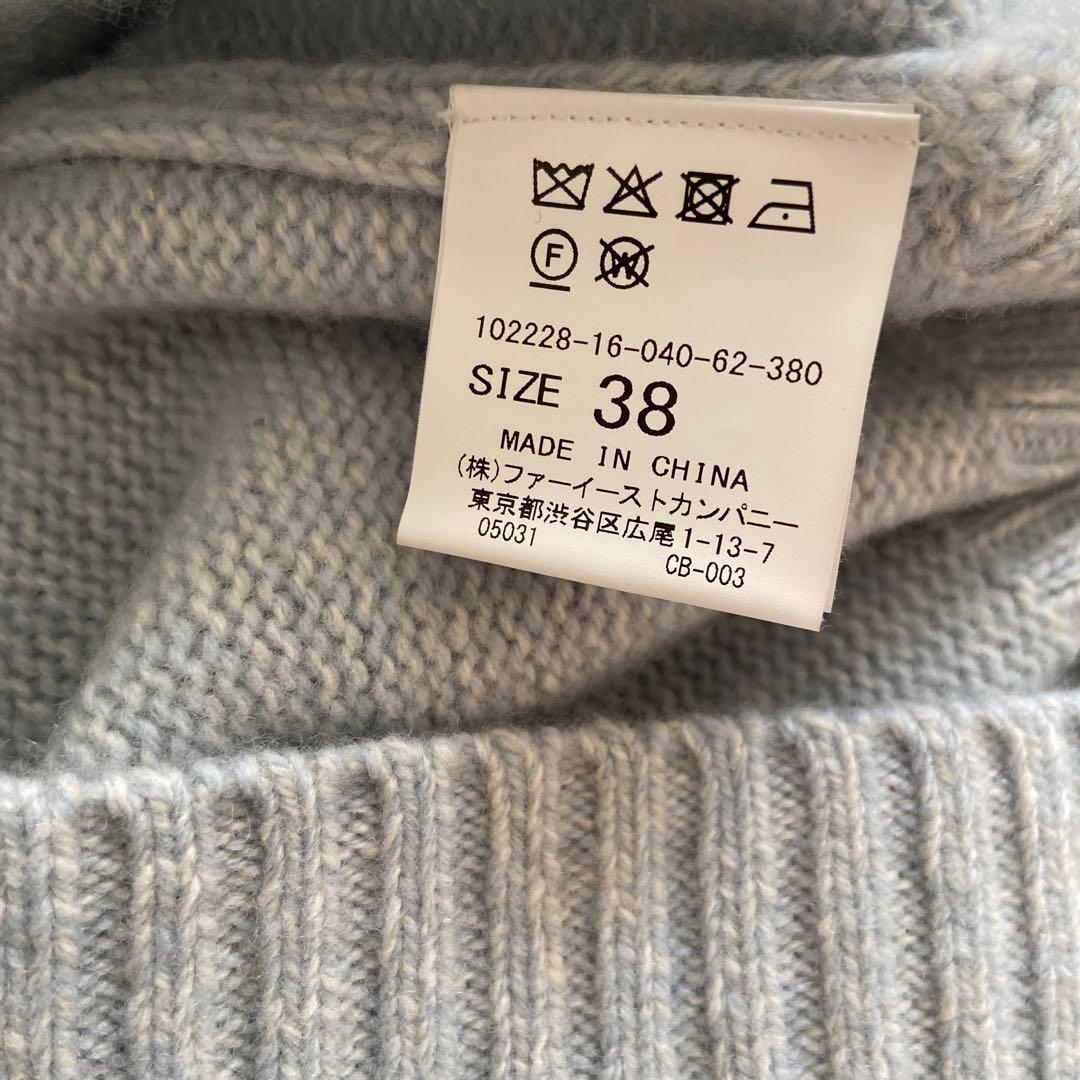 F W
102228-16-040-62-380
SIZE 38
MADE IN CHINA
(株)ファーイーストカンパニー
東京都渋谷区広尾1-13-7
05031 CB-003